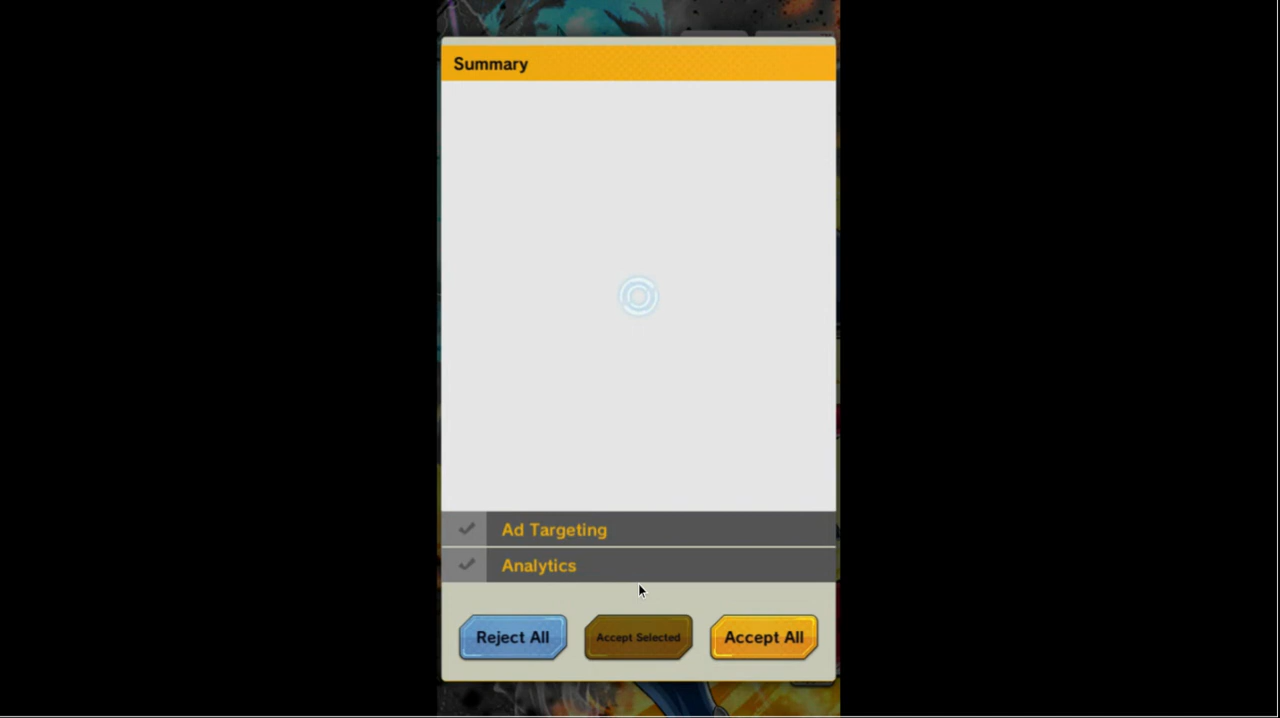 Summary
Ad Targeting
Analytics
Reject All
Accept Selected
Accept All